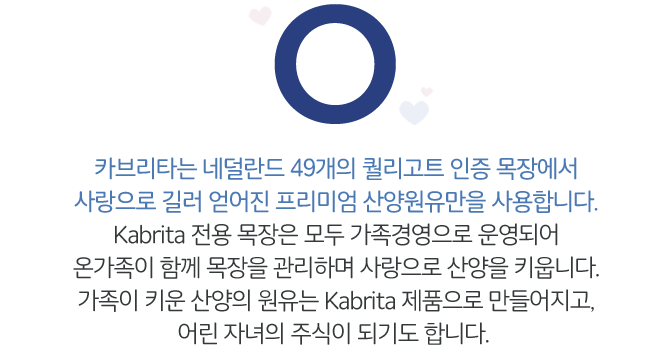 카브리타는 네덜란드 49개의 퀄리고트 인증 목장에서
사랑으로 길러 얻어진 프리미엄 산양원유만을 사용합니다.
Kabrita 전용 목장은 모두 가족경영으로 운영되어
온가족이 함께 목장을 관리하며 사랑으로 산양을 키웁니다.
가족이 키운 산양의 원유는 Kabrita 제품으로 만들어지고,
어린 자녀의 주식이 되기도 합니다.